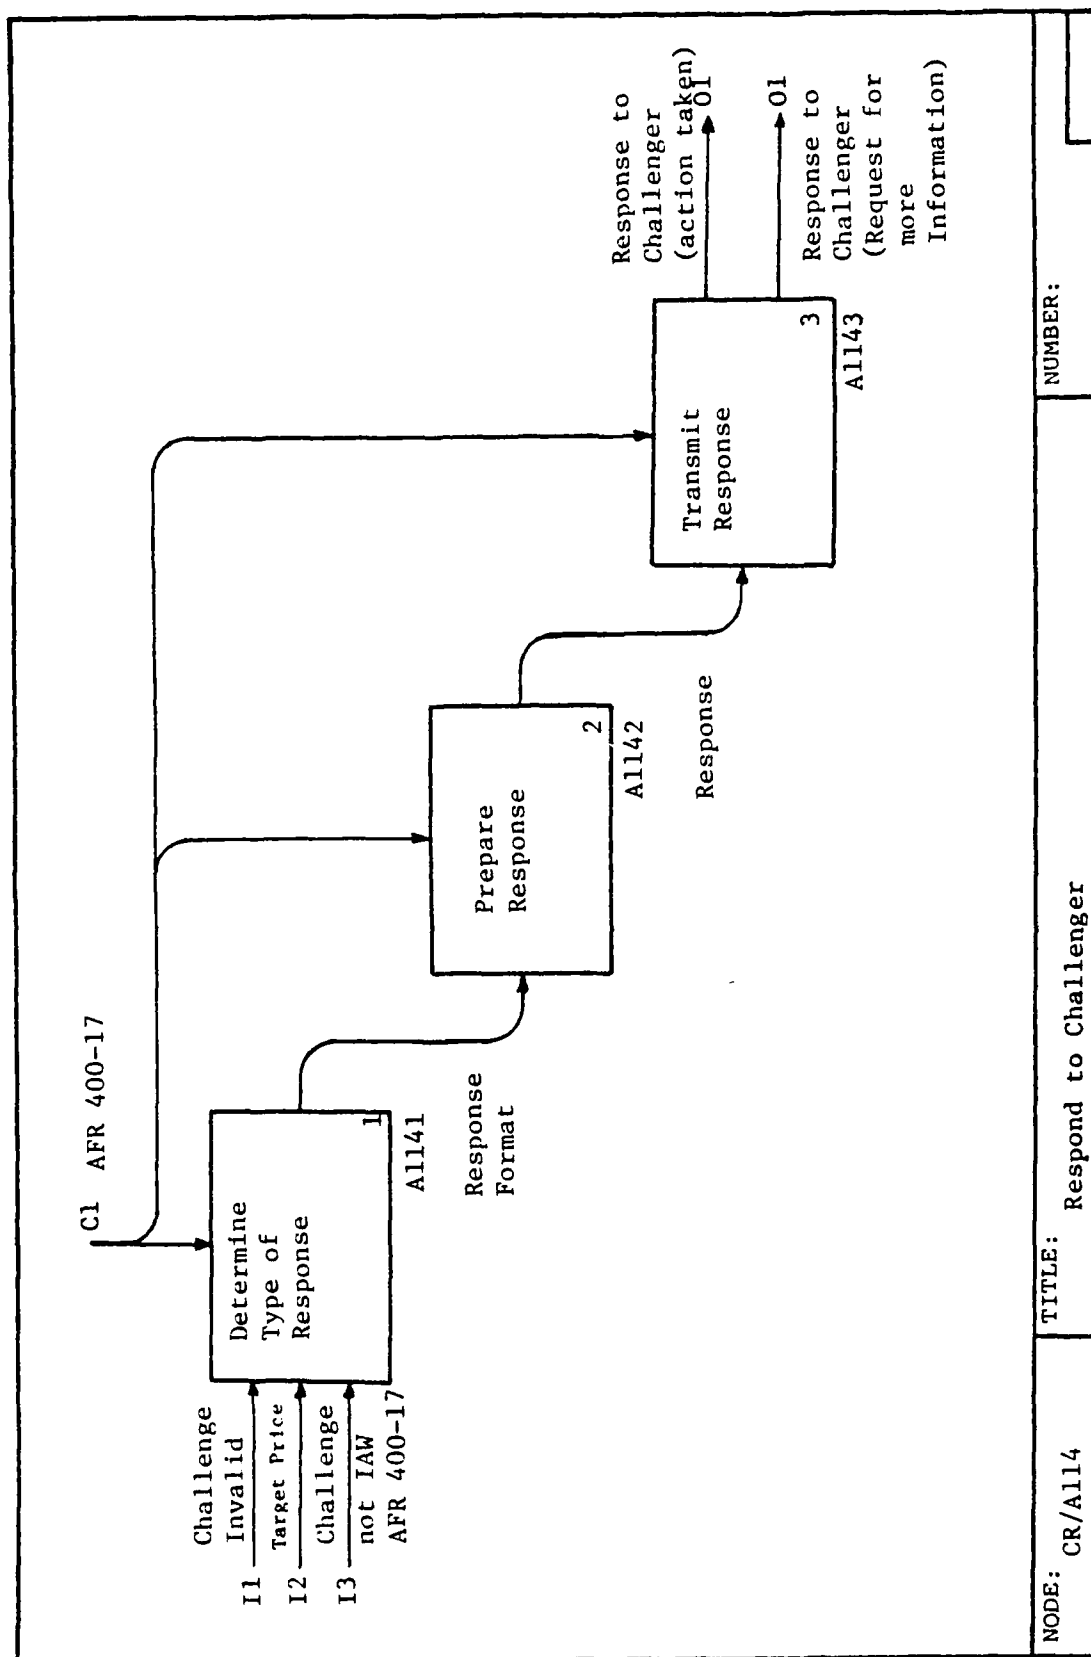 C1 AFR 400-17
I1
Challenge
Invalid
I2
Target Price
I3
Challenge
not IAW
AFR 400-17
Determine
Type of
Response
1
A1141
Response
Format
Prepare
Response
2
A1142
Response
Transmit
Response
3
A1143
Response to
Challenger
(action taken)
O1
O1
Response to
Challenger
(Request for
more
Information)
NODE: CR/A114
TITLE: Respond to Challenger
NUMBER: